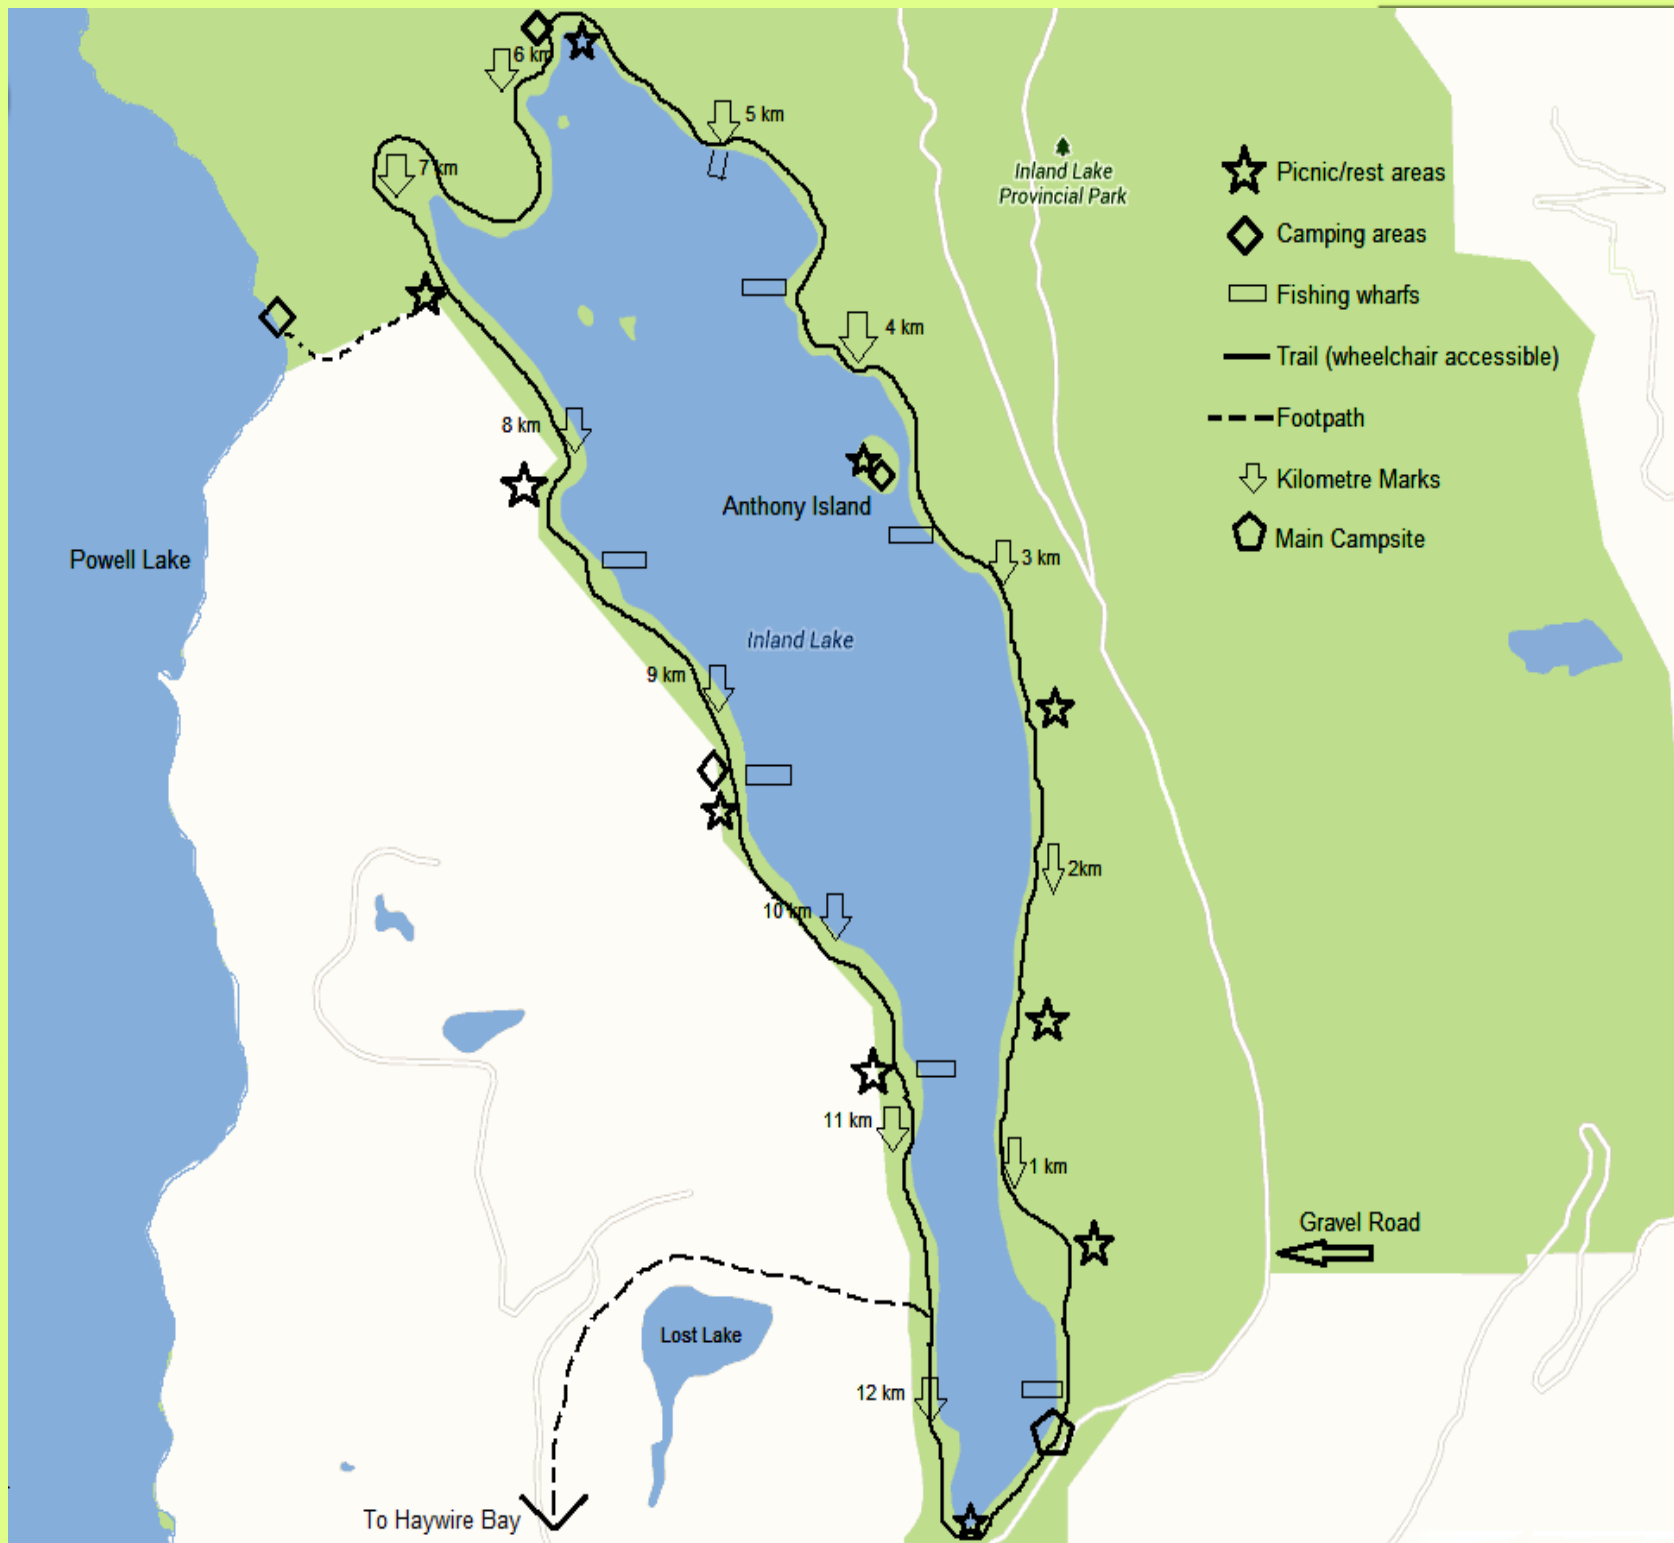 6 km
5 km
7 km
Inland Lake
Provincial Park
Picnic/rest areas
Camping areas
Fishing wharfs
4 km
Trail (wheelchair accessible)
8 km
Footpath
Kilometre Marks
Anthony Island
Main Campsite
Powell Lake
3 km
Inland Lake
9 km
2km
10 km
11 km
1 km
Gravel Road
Lost Lake
12 km
To Haywire Bay